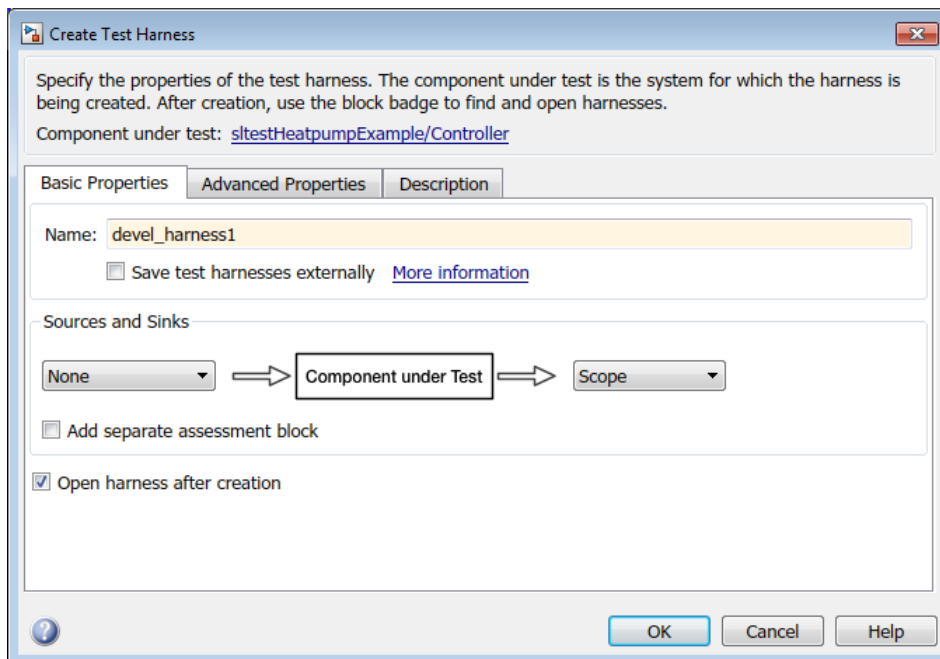 Create Test Harness
Specify the properties of the test harness. The component under test is the system for which the harness is
being created. After creation, use the block badge to find and open harnesses.
Component under test: sltestHeatpumpExample/Controller
Basic Properties Advanced Properties Description
Name: devel_harness1
Save test harnesses externally More information
Sources and Sinks
None Component under Test Scope
Add separate assessment block
Open harness after creation
? OK Cancel Help